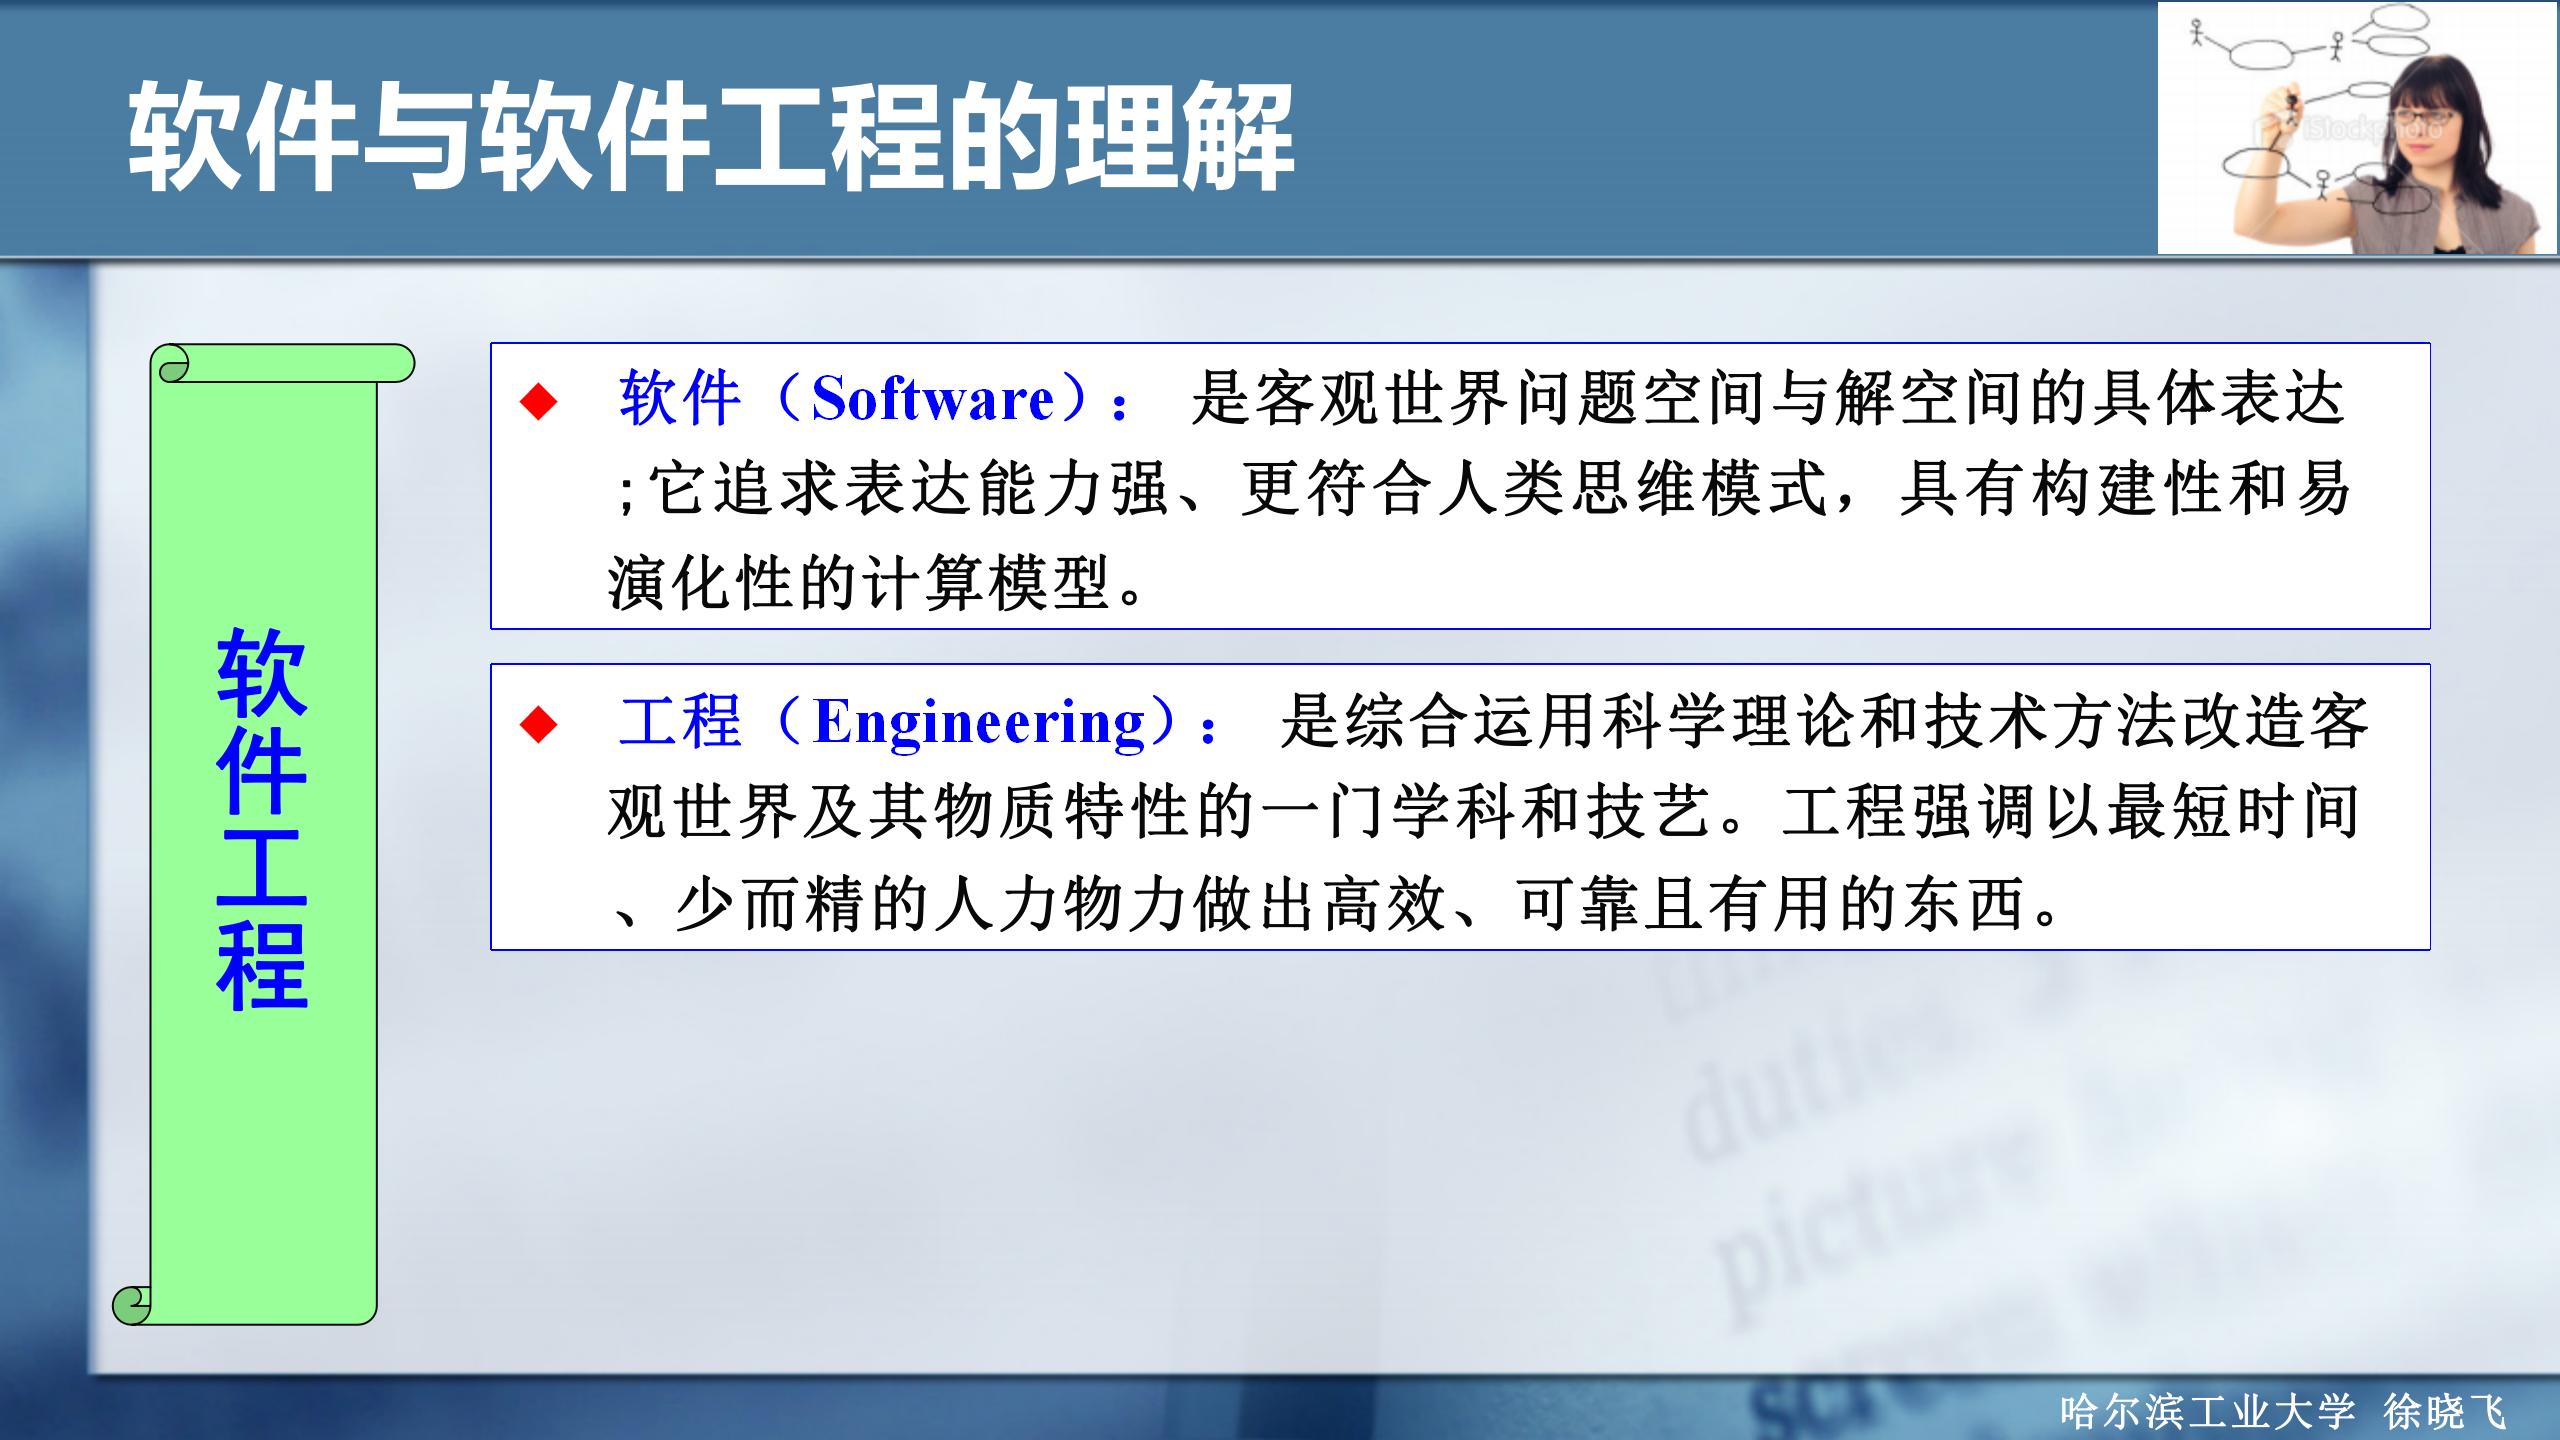 软件与软件工程的理解
iStockphoto
软件工程
◆ 软件（Software）： 是客观世界问题空间与解空间的具体表达
;它追求表达能力强、更符合人类思维模式，具有构建性和易
演化性的计算模型。
◆ 工程（Engineering）： 是综合运用科学理论和技术方法改造客
观世界及其物质特性的一门学科和技艺。工程强调以最短时间
、少而精的人力物力做出高效、可靠且有用的东西。
duties
picture
screen
哈尔滨工业大学 徐晓飞